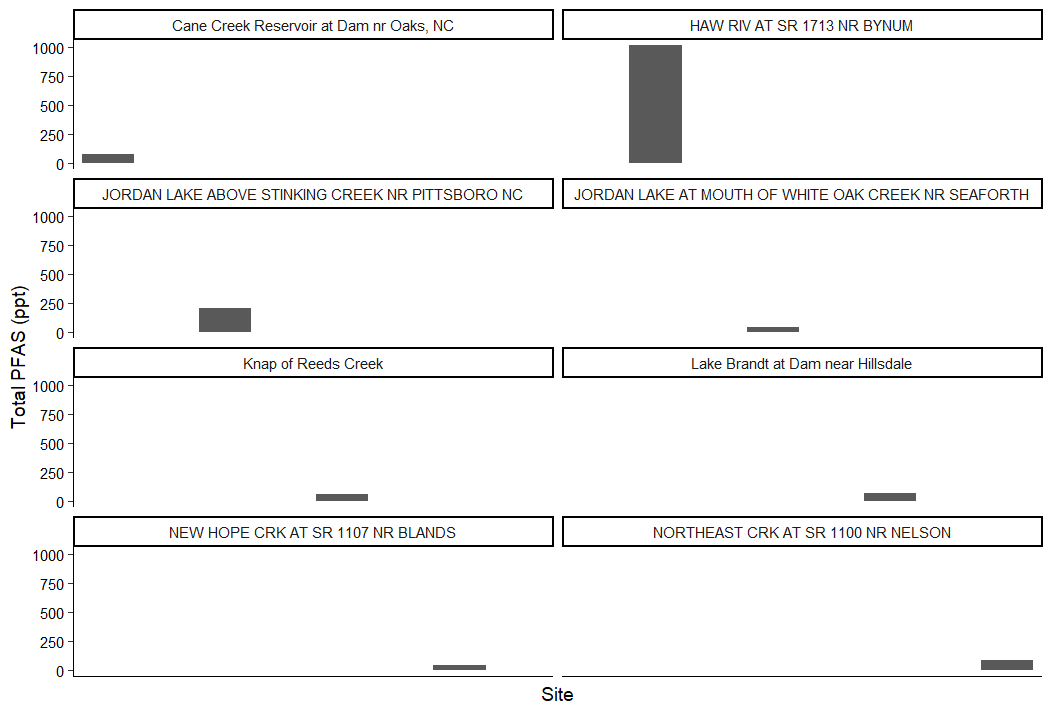 Cane Creek Reservoir at Dam nr Oaks, NC
HAW RIV AT SR 1713 NR BYNUM
1000
750
500
250
0
JORDAN LAKE ABOVE STINKING CREEK NR PITTSBORO NC
JORDAN LAKE AT MOUTH OF WHITE OAK CREEK NR SEAFORTH
1000
750
500
250
0
Total PFAS (ppt)
Knap of Reeds Creek
Lake Brandt at Dam near Hillsdale
1000
750
500
250
0
NEW HOPE CRK AT SR 1107 NR BLANDS
NORTHEAST CRK AT SR 1100 NR NELSON
1000
750
500
250
0
Site